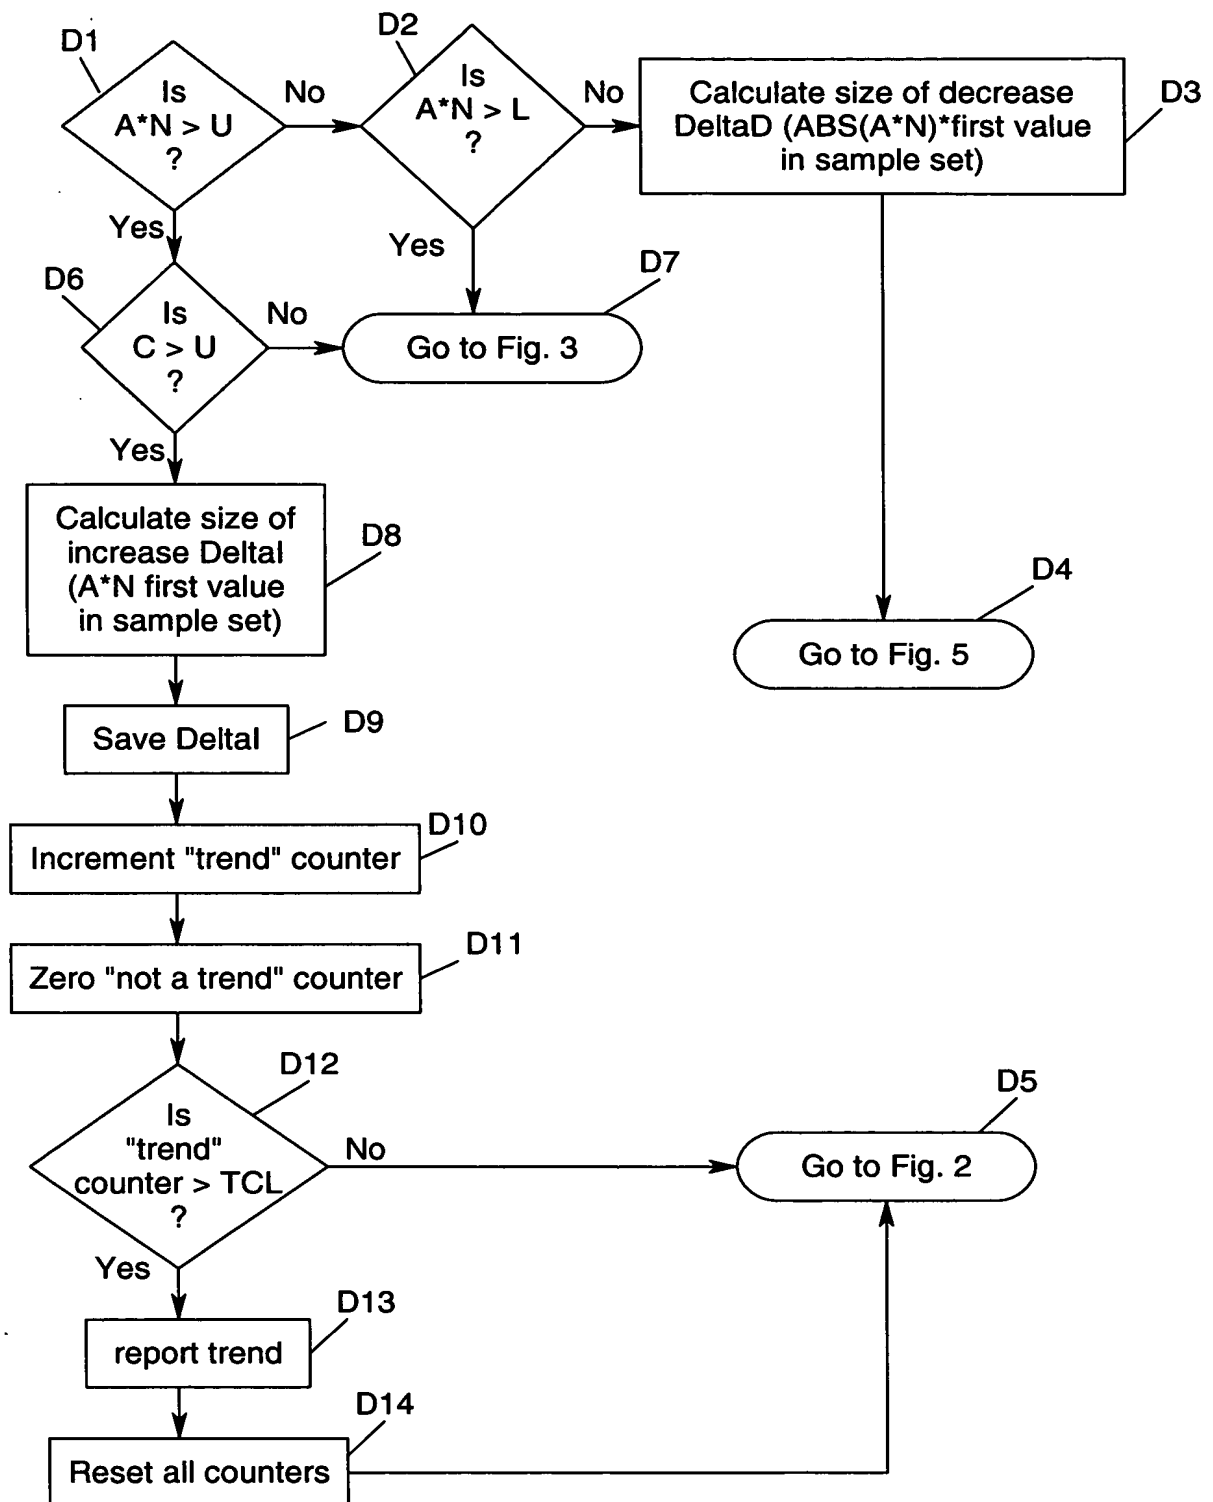 D1
Is
A*N > U
?
No
Yes
D2
Is
A*N > L
?
No
Yes
Calculate size of decrease
DeltaD (ABS(A*N)*first value
in sample set)
D3
D6
Is
C > U
?
No
Yes
D7
Go to Fig. 3
Calculate size of
increase DeltaI
(A*N first value
in sample set)
D8
D4
Go to Fig. 5
Save DeltaI
D9
Increment "trend" counter
D10
Zero "not a trend" counter
D11
D12
Is
"trend"
counter > TCL
?
No
Yes
D5
Go to Fig. 2
report trend
D13
Reset all counters
D14